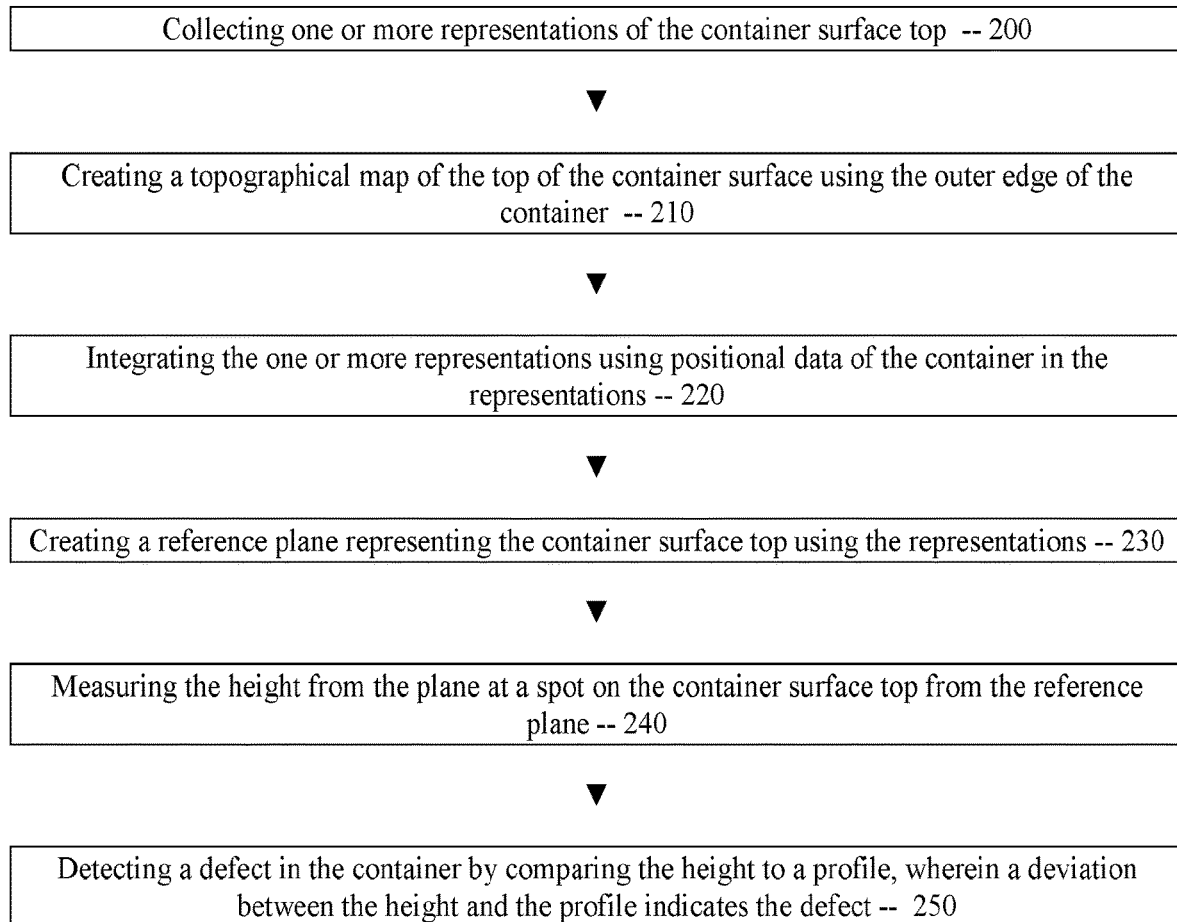 Collecting one or more representations of the container surface top -- 200
Creating a topographical map of the top of the container surface using the outer edge of the
container -- 210
Integrating the one or more representations using positional data of the container in the
representations -- 220
Creating a reference plane representing the container surface top using the representations -- 230
Measuring the height from the plane at a spot on the container surface top from the reference
plane -- 240
Detecting a defect in the container by comparing the height to a profile, wherein a deviation
between the height and the profile indicates the defect -- 250